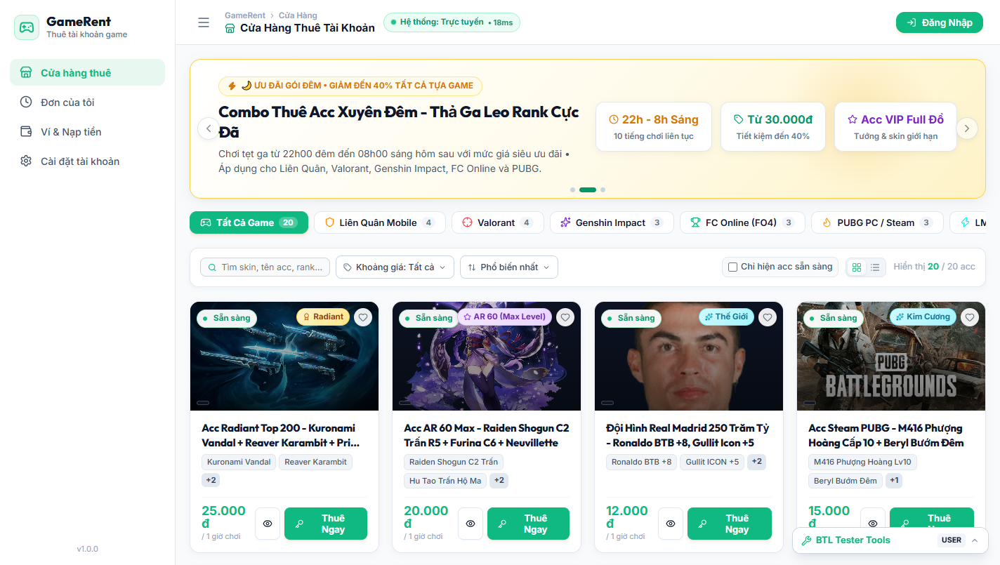 GameRent
Thuê tài khoản game
Cửa hàng thuê
Đơn của tôi
Ví & Nạp tiền
Cài đặt tài khoản
v1.0.0
GameRent > Cửa Hàng
Cửa Hàng Thuê Tài Khoản
Hệ thống: Trực tuyến • 18ms
Đăng Nhập
🌙 ƯU ĐÃI GÓI ĐÊM • GIẢM ĐẾN 40% TẤT CẢ TỰA GAME
Combo Thuê Acc Xuyên Đêm - Thả Ga Leo Rank Cực
Đã
Chơi tẹt ga từ 22h00 đêm đến 08h00 sáng hôm sau với mức giá siêu ưu đãi •
Áp dụng cho Liên Quân, Valorant, Genshin Impact, FC Online và PUBG.
22h - 8h Sáng
10 tiếng chơi liên tục
Từ 30.000đ
Tiết kiệm đến 40%
Acc VIP Full Đồ
Tướng & skin giới hạn
Tất Cả Game 20
Liên Quân Mobile 4
Valorant 4
Genshin Impact 3
FC Online (FO4) 3
PUBG PC / Steam 3
LM
Tìm skin, tên acc, rank...
Khoảng giá: Tất cả
Phổ biến nhất
Chỉ hiện acc sẵn sàng
Hiển thị 20 / 20 acc
Sẵn sàng
Radiant
Acc Radiant Top 200 - Kuronami
Vandal + Reaver Karambit + Pri...
Kuronami Vandal
Reaver Karambit
+2
25.000
đ
/ 1 giờ chơi
Thuê
Ngay
Sẵn sàng
AR 60 (Max Level)
Acc AR 60 Max - Raiden Shogun C2
Trấn R5 + Furina C6 + Neuvillette
Raiden Shogun C2 Trấn
Hu Tao Trấn Hộ Ma
+2
20.000
đ
/ 1 giờ chơi
Thuê
Ngay
Sẵn sàng
Thế Giới
Đội Hình Real Madrid 250 Trăm Tỷ
- Ronaldo BTB +8, Gullit Icon +5
Ronaldo BTB +8
Gullit ICON +5
+2
12.000
đ
/ 1 giờ chơi
Thuê
Ngay
Sẵn sàng
Kim Cương
PUBG
BATTLEGROUNDS
Acc Steam PUBG - M416 Phượng
Hoàng Cấp 10 + Beryl Bướm Đêm
M416 Phượng Hoàng Lv10
Beryl Bướm Đêm
+1
15.000
đ
Thuê
Ngay
BTL Tester Tools
USER